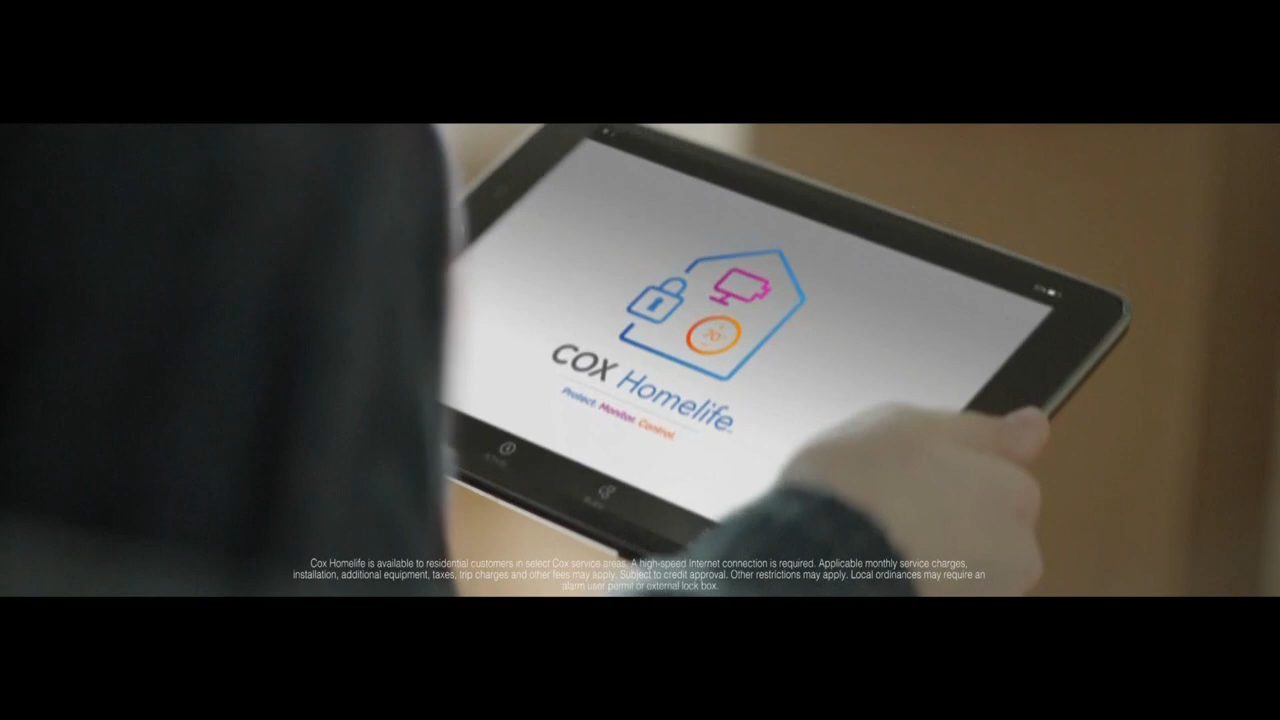 70°
COX Homelife
Protect. Monitor. Control.
Cox Homelife is available to residential customers in select Cox service areas. A high-speed Internet connection is required. Applicable monthly service charges,
installation, additional equipment, taxes, trip charges and other fees may apply. Subject to credit approval. Other restrictions may apply. Local ordinances may require an
alarm user permit or external lock box.